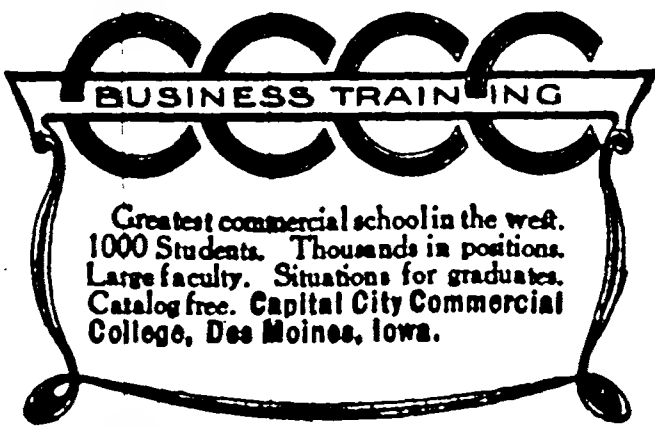 CCCC
BUSINESS TRAINING
Greatest commercial school in the west.
1000 Students. Thousands in positions.
Large faculty. Situations for graduates.
Catalog free. Capital City Commercial
College, Des Moines, Iowa.